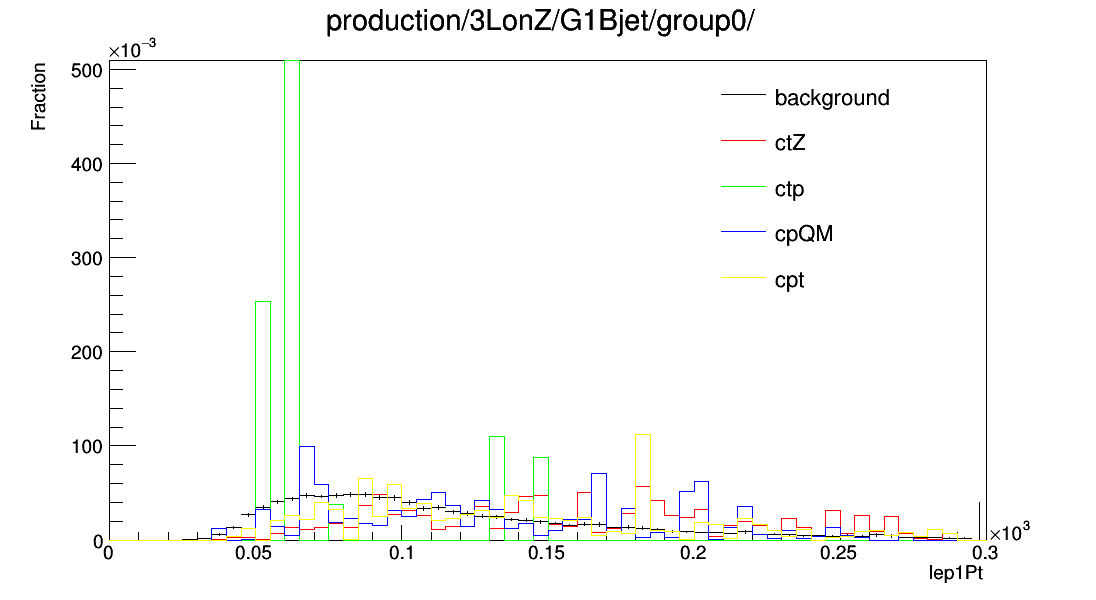 production/3LonZ/G1Bjet/group0/
×10⁻³
Fraction
500
400
300
200
100
0
background
ctZ
ctp
cpQM
cpt
0 0.05 0.1 0.15 0.2 0.25 0.3
×10³
lep1Pt